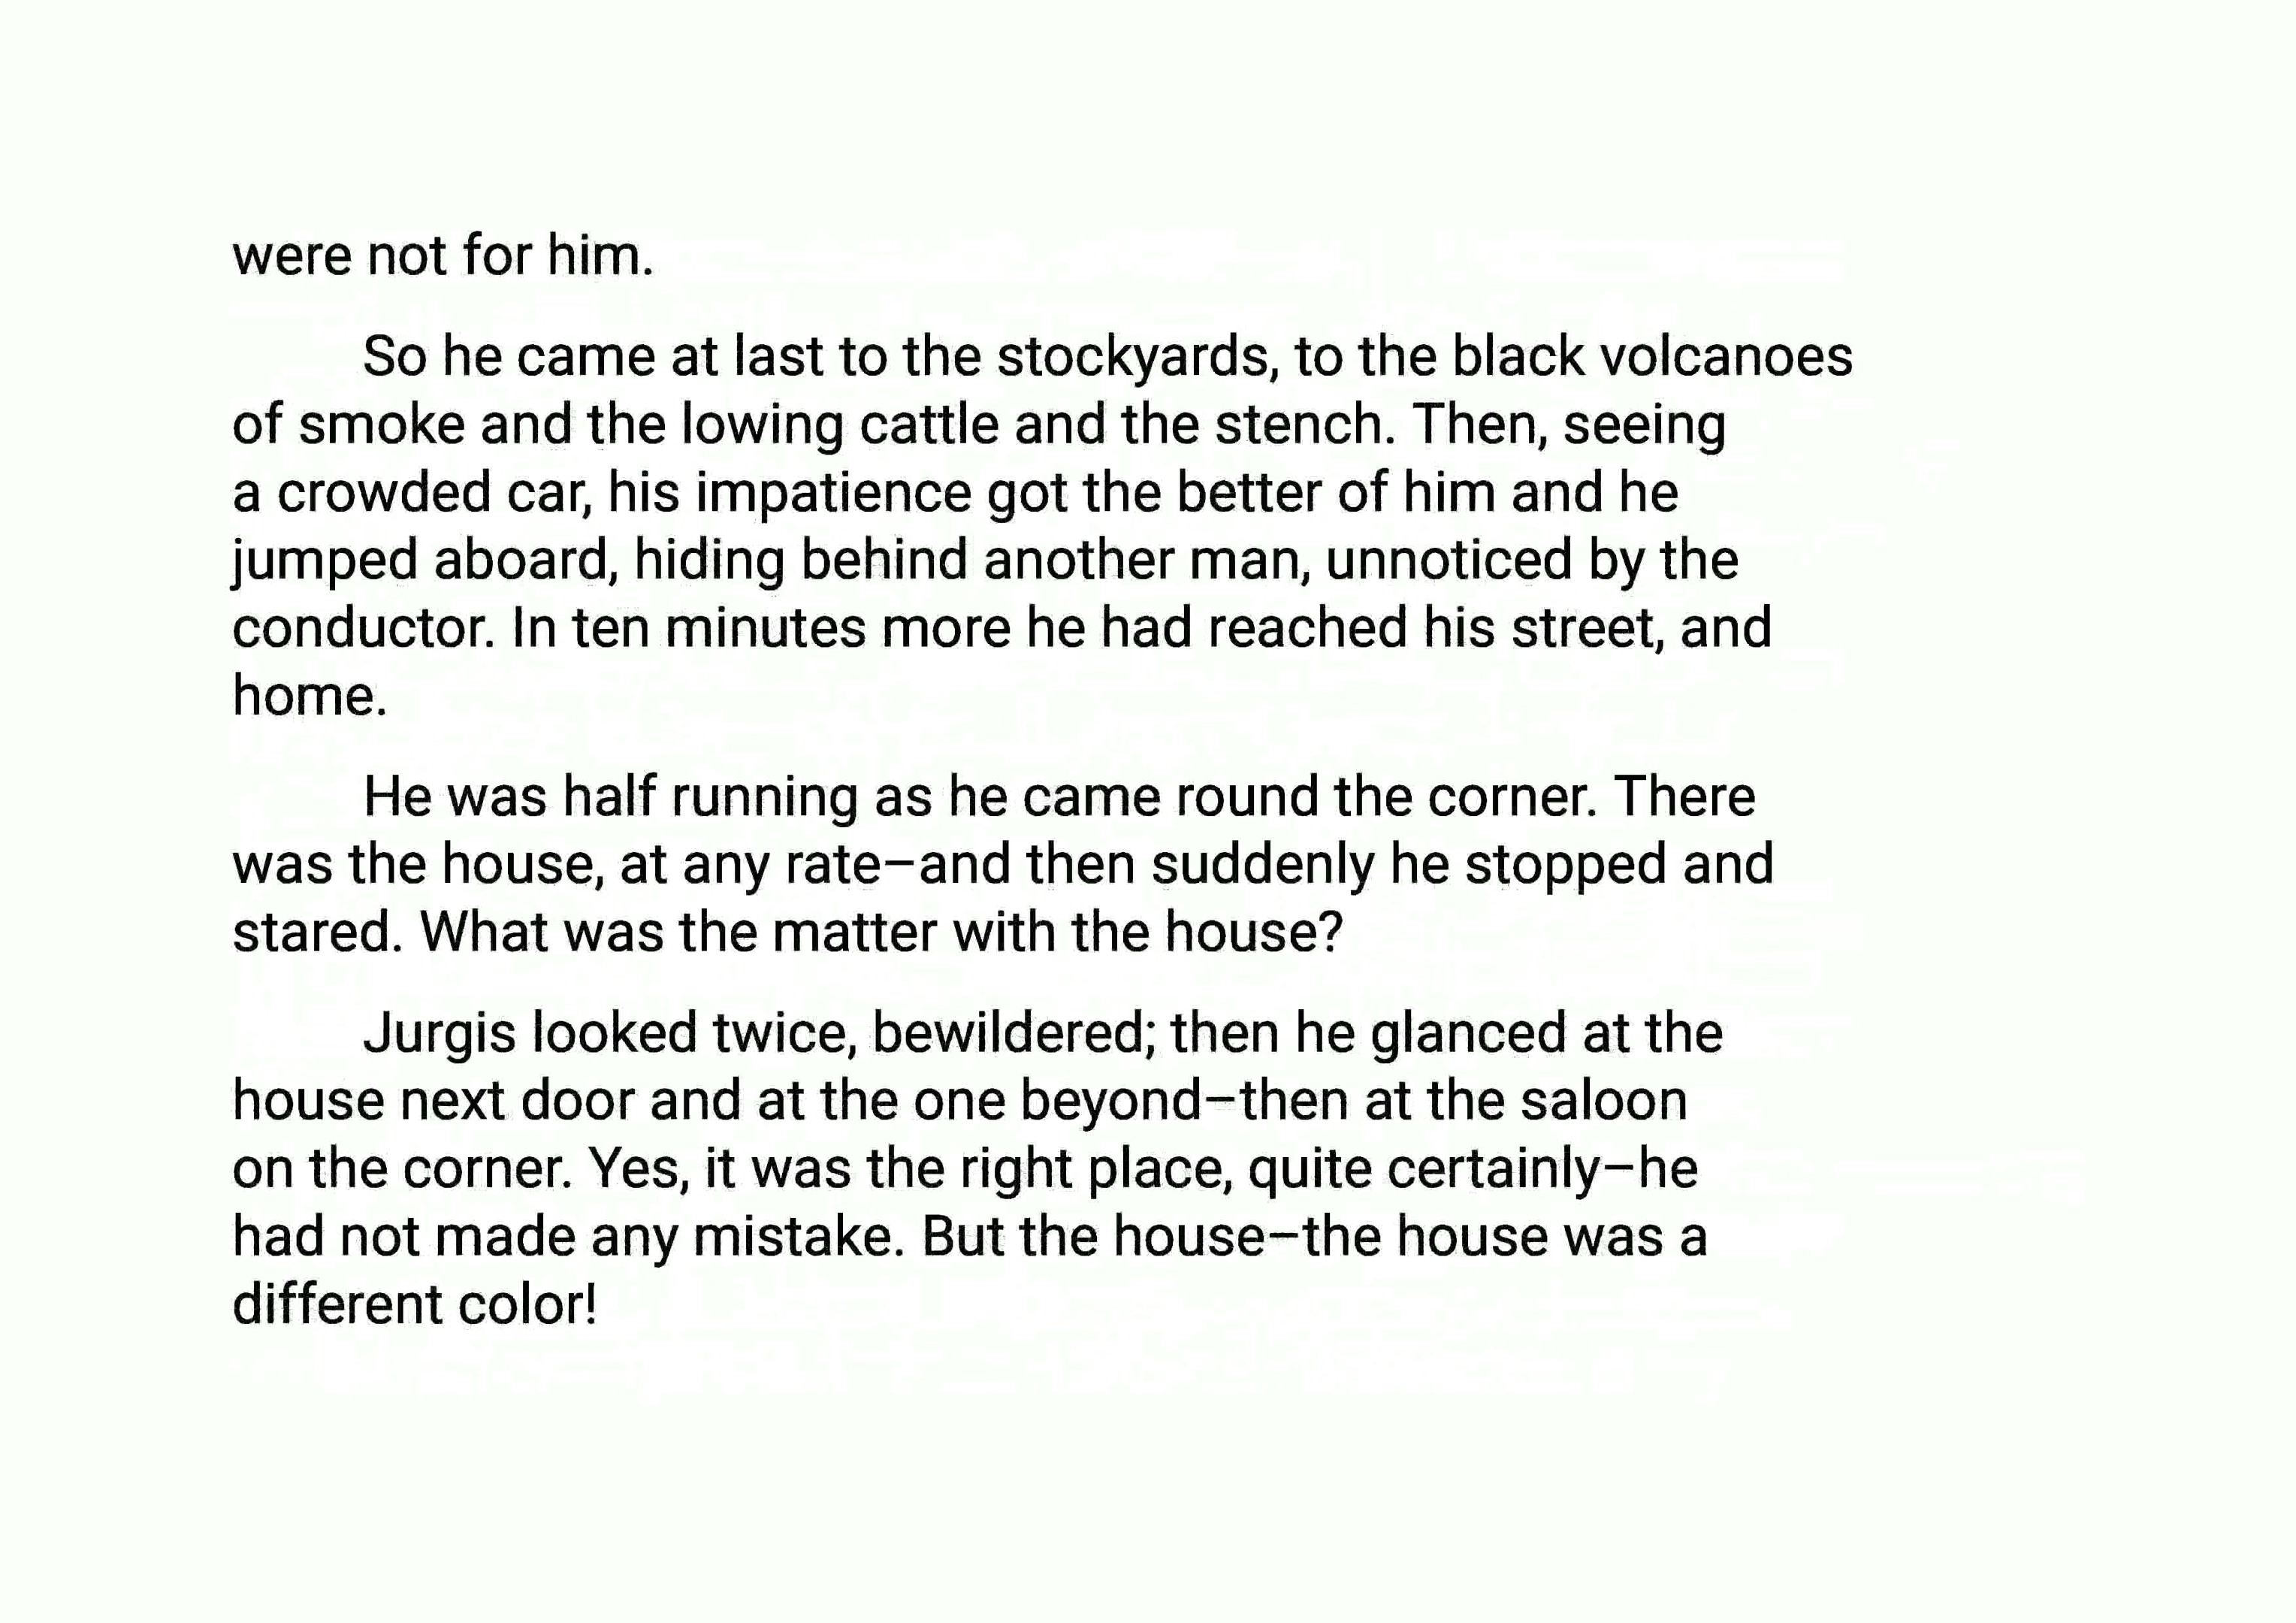 were not for him.
So he came at last to the stockyards, to the black volcanoes
of smoke and the lowing cattle and the stench. Then, seeing
a crowded car, his impatience got the better of him and he
jumped aboard, hiding behind another man, unnoticed by the
conductor. In ten minutes more he had reached his street, and
home.
He was half running as he came round the corner. There
was the house, at any rate–and then suddenly he stopped and
stared. What was the matter with the house?
Jurgis looked twice, bewildered; then he glanced at the
house next door and at the one beyond–then at the saloon
on the corner. Yes, it was the right place, quite certainly–he
had not made any mistake. But the house–the house was a
different color!